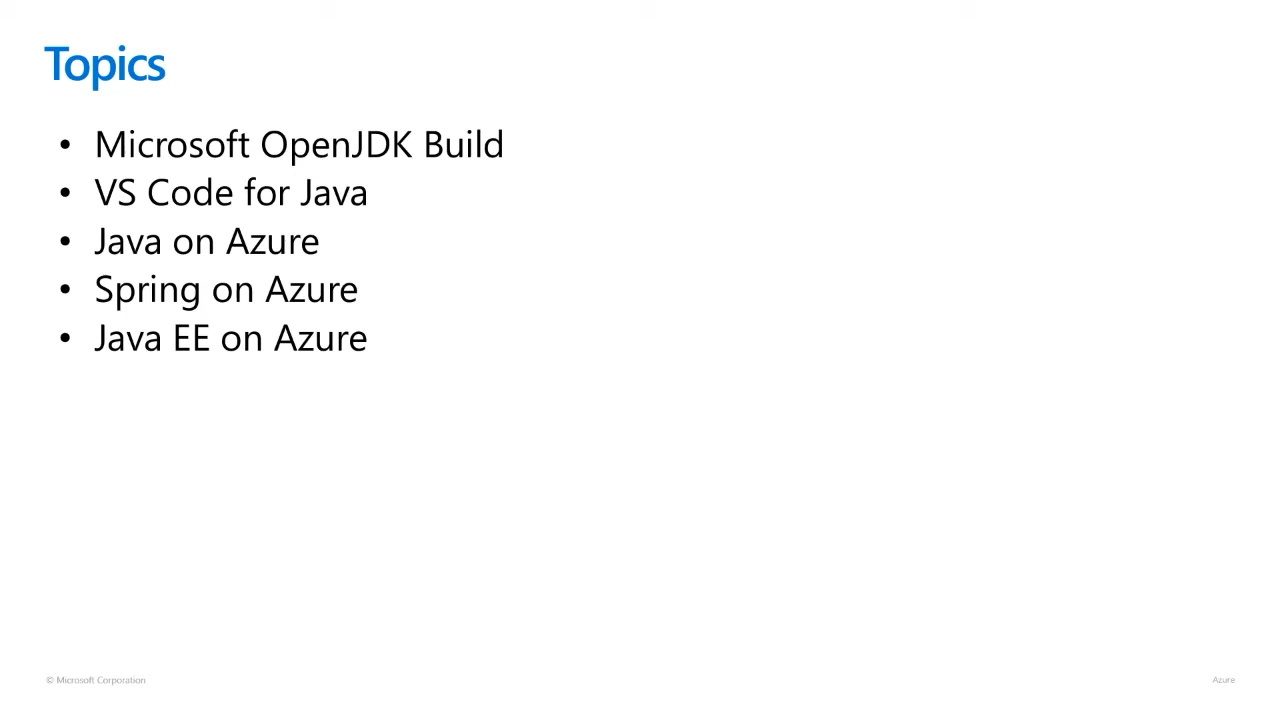 Topics
• Microsoft OpenJDK Build
• VS Code for Java
• Java on Azure
• Spring on Azure
• Java EE on Azure
© Microsoft Corporation
Azure